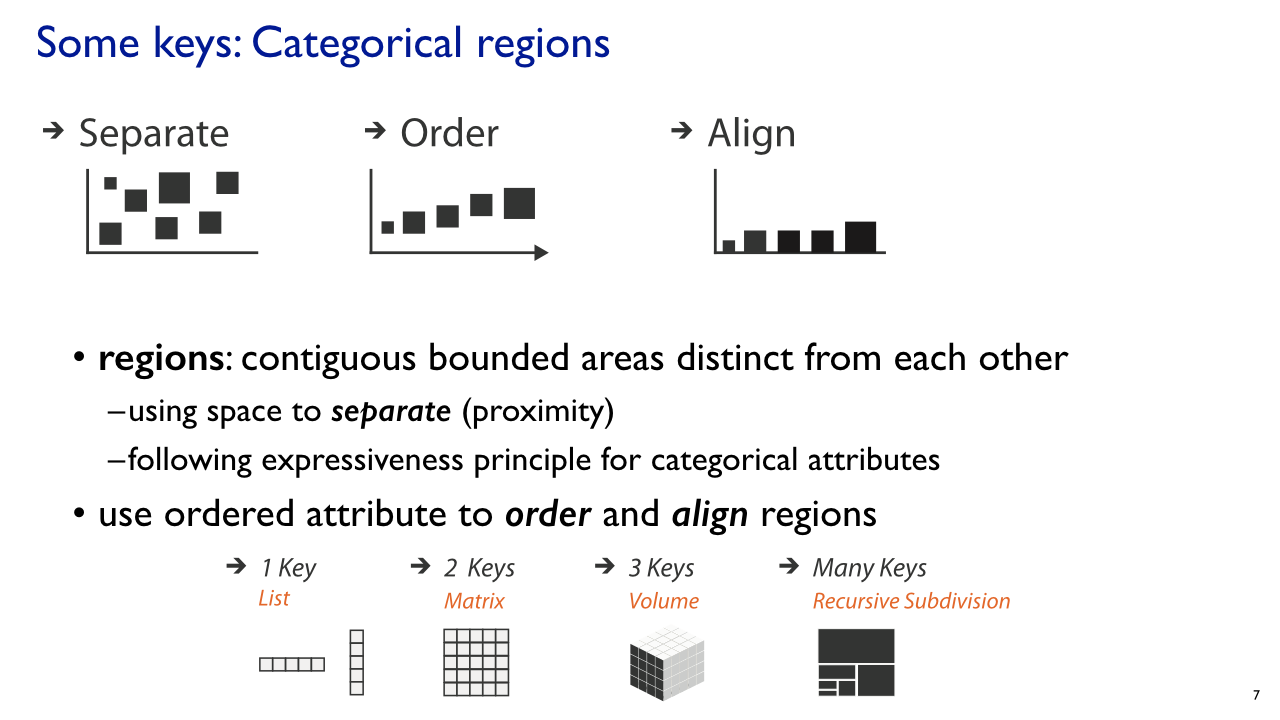 Some keys: Categorical regions
➔ Separate
➔ Order
➔ Align
• regions: contiguous bounded areas distinct from each other
–using space to separate (proximity)
–following expressiveness principle for categorical attributes
• use ordered attribute to order and align regions
➔ 1 Key
List
➔ 2 Keys
Matrix
➔ 3 Keys
Volume
➔ Many Keys
Recursive Subdivision
7